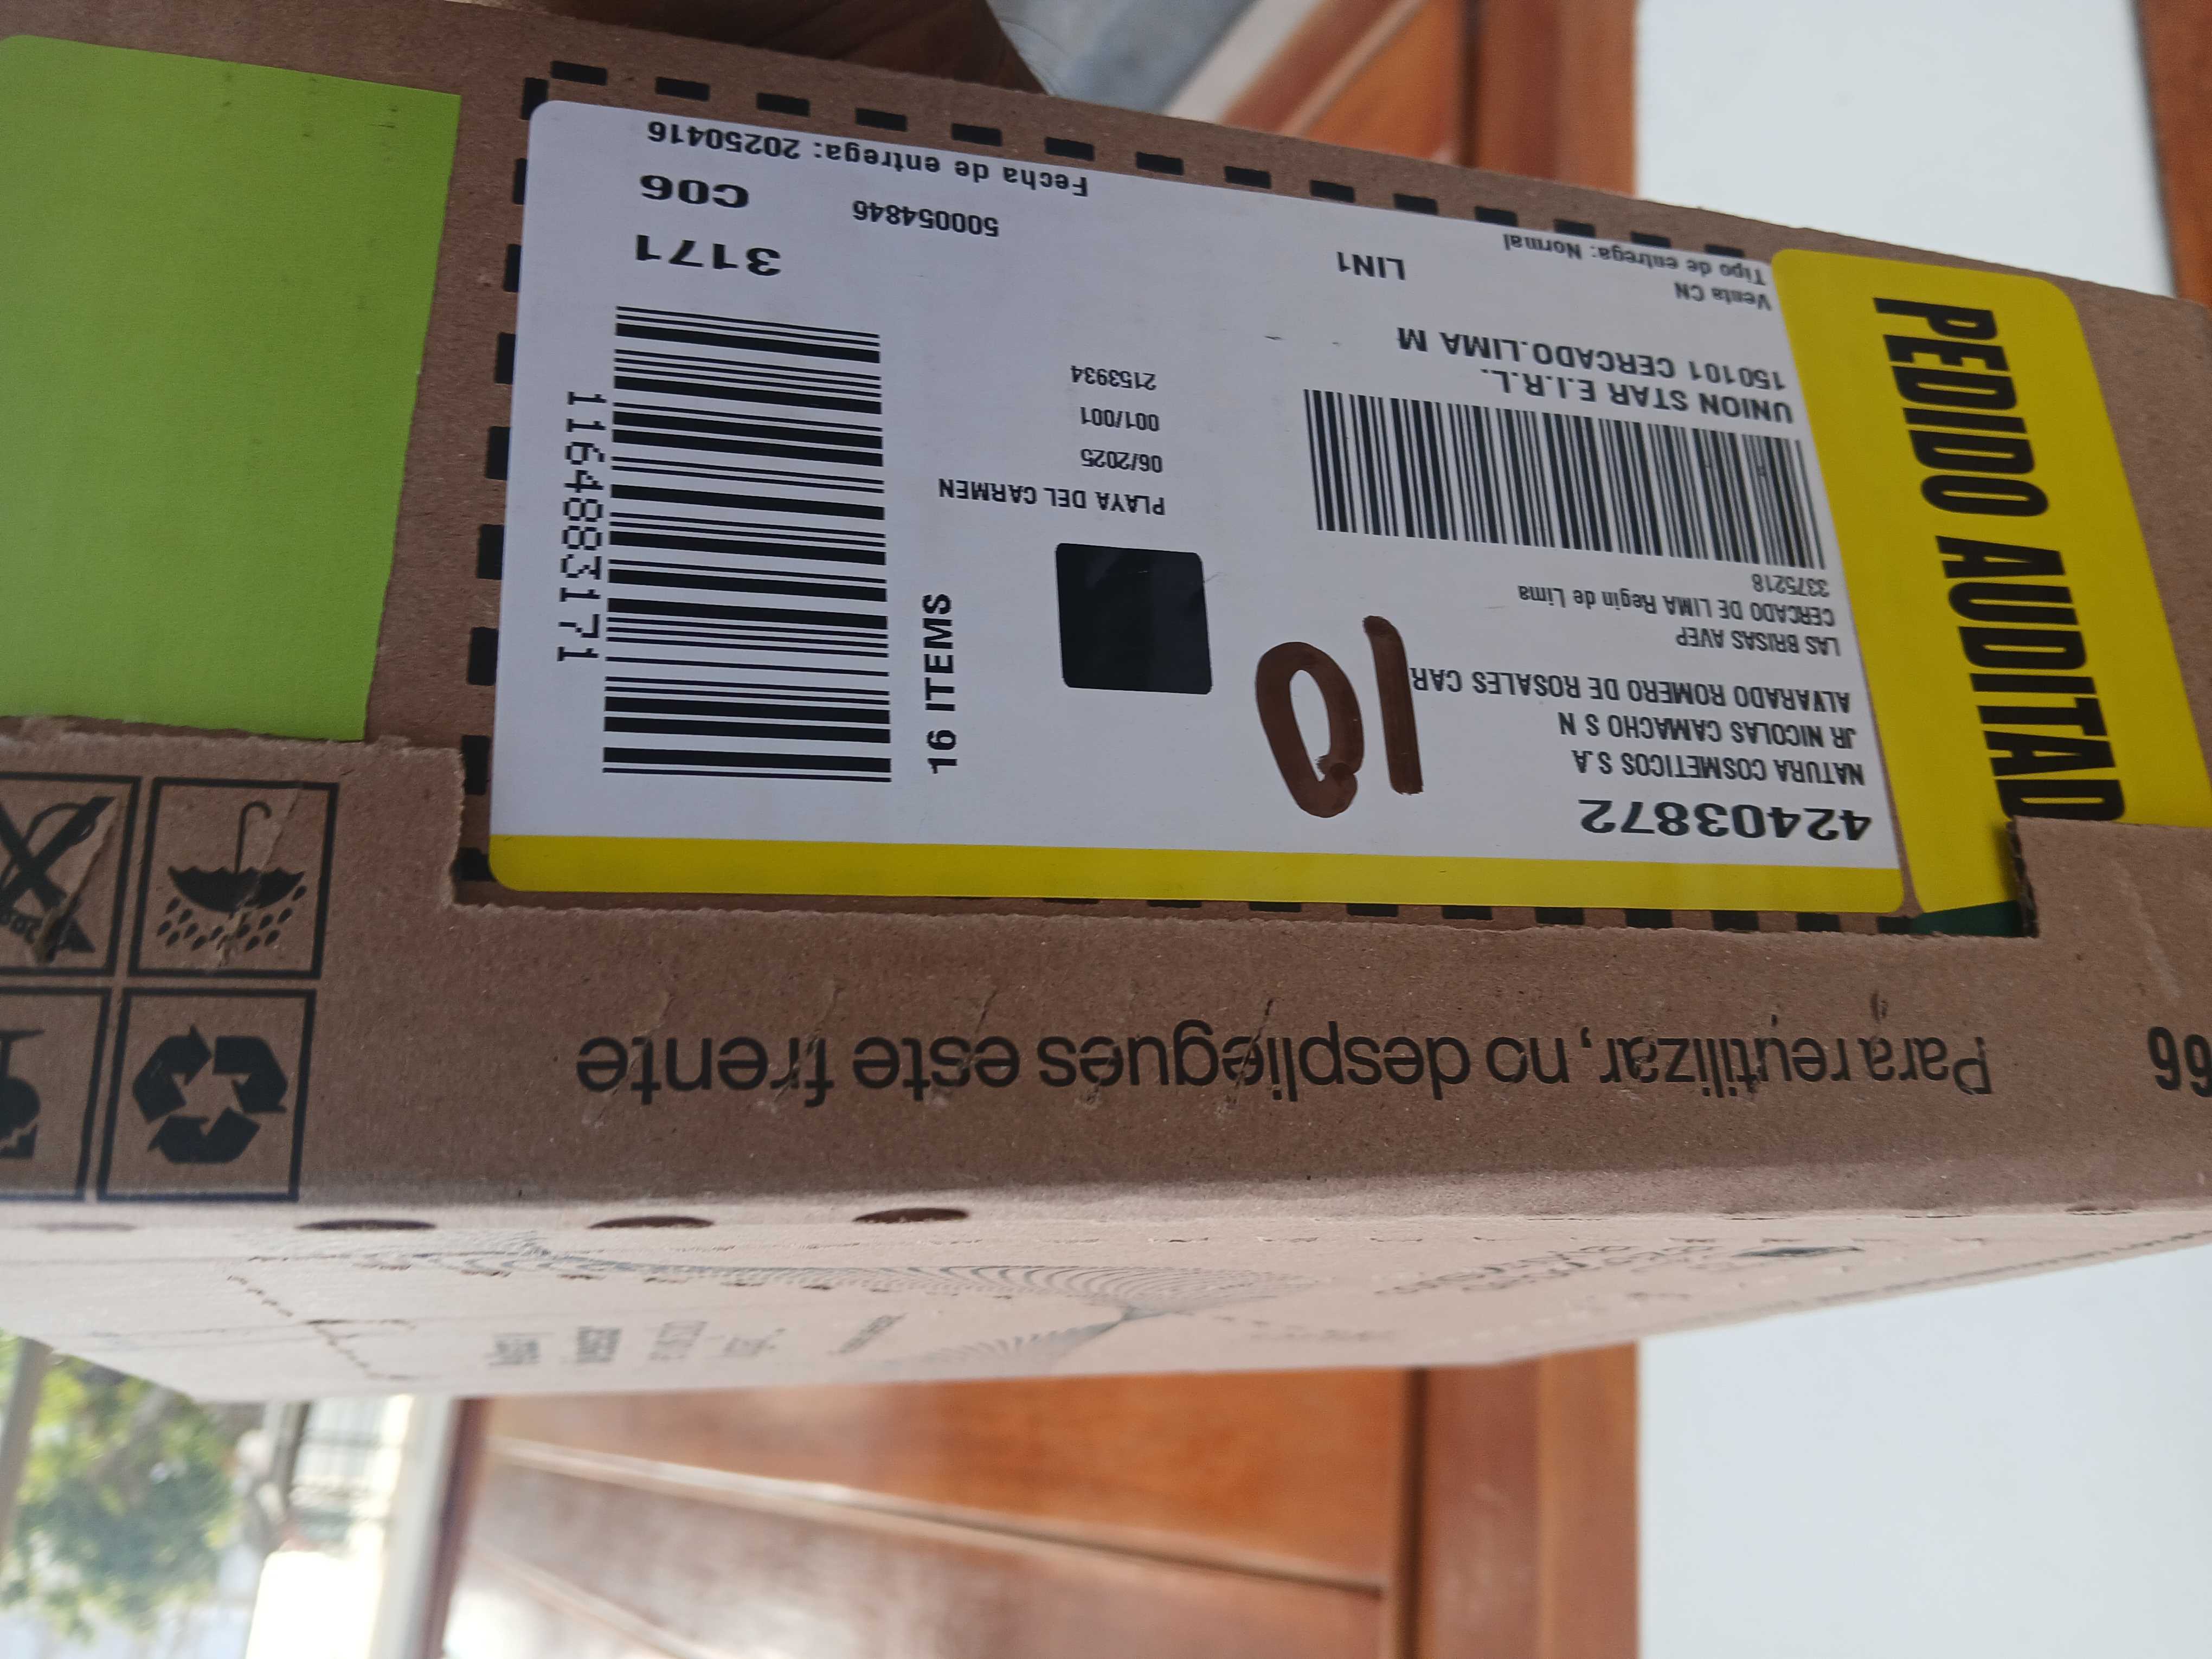 Para reutilizar, no despliegues este frente
66
42403872
NATURA COSMETICOS S.A
JR NICOLAS CAMACHO S N
ALVARADO ROMERO DE ROSALES CAR
LAS BRISAS AVEP
CERCADO DE LIMA Regin de Lima
3375218
UNION STAR E.I.R.L.
150101 CERCADO.LIMA M
Venta CN
Tipo de entrega: Normal
LIN1
10
PLAYA DEL CARMEN
06/2025
001/001
2153934
16 ITEMS
1164883171
3171
C06
500054846
Fecha de entrega: 20250416
PEDIDO AUDITAD